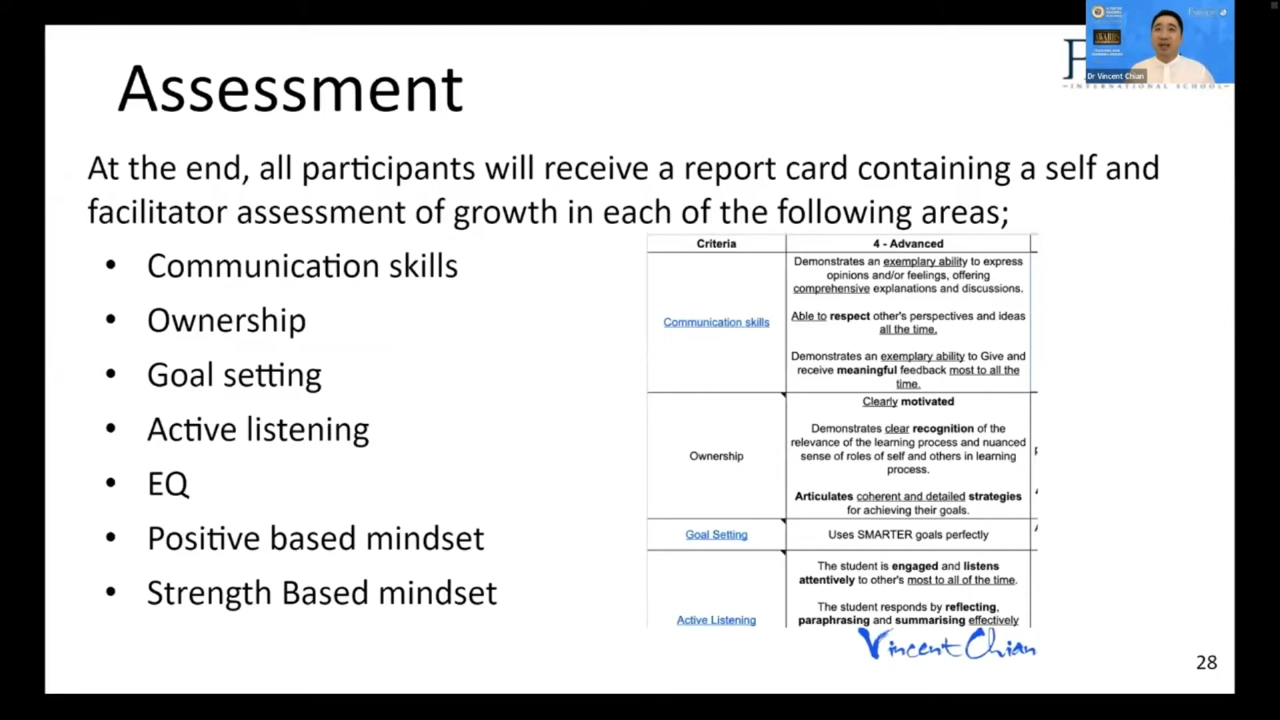 Assessment
At the end, all participants will receive a report card containing a self and
facilitator assessment of growth in each of the following areas;
• Communication skills
• Ownership
• Goal setting
• Active listening
• EQ
• Positive based mindset
• Strength Based mindset
Criteria
4 - Advanced
Communication skills
Demonstrates an exemplary ability to express
opinions and/or feelings, offering
comprehensive explanations and discussions.
Able to respect other's perspectives and ideas
all the time.
Demonstrates an exemplary ability to Give and
receive meaningful feedback most to all the
time.
Ownership
Clearly motivated
Demonstrates clear recognition of the
relevance of the learning process and nuanced
sense of roles of self and others in learning
process.
Articulates coherent and detailed strategies
for achieving their goals.
Goal Setting
Uses SMARTER goals perfectly
Active Listening
The student is engaged and listens
attentively to other's most to all of the time.
The student responds by reflecting,
paraphrasing and summarising effectively
Vincent Chian
28
Dr Vincent Chian
INTERNATIONAL SCHOOL